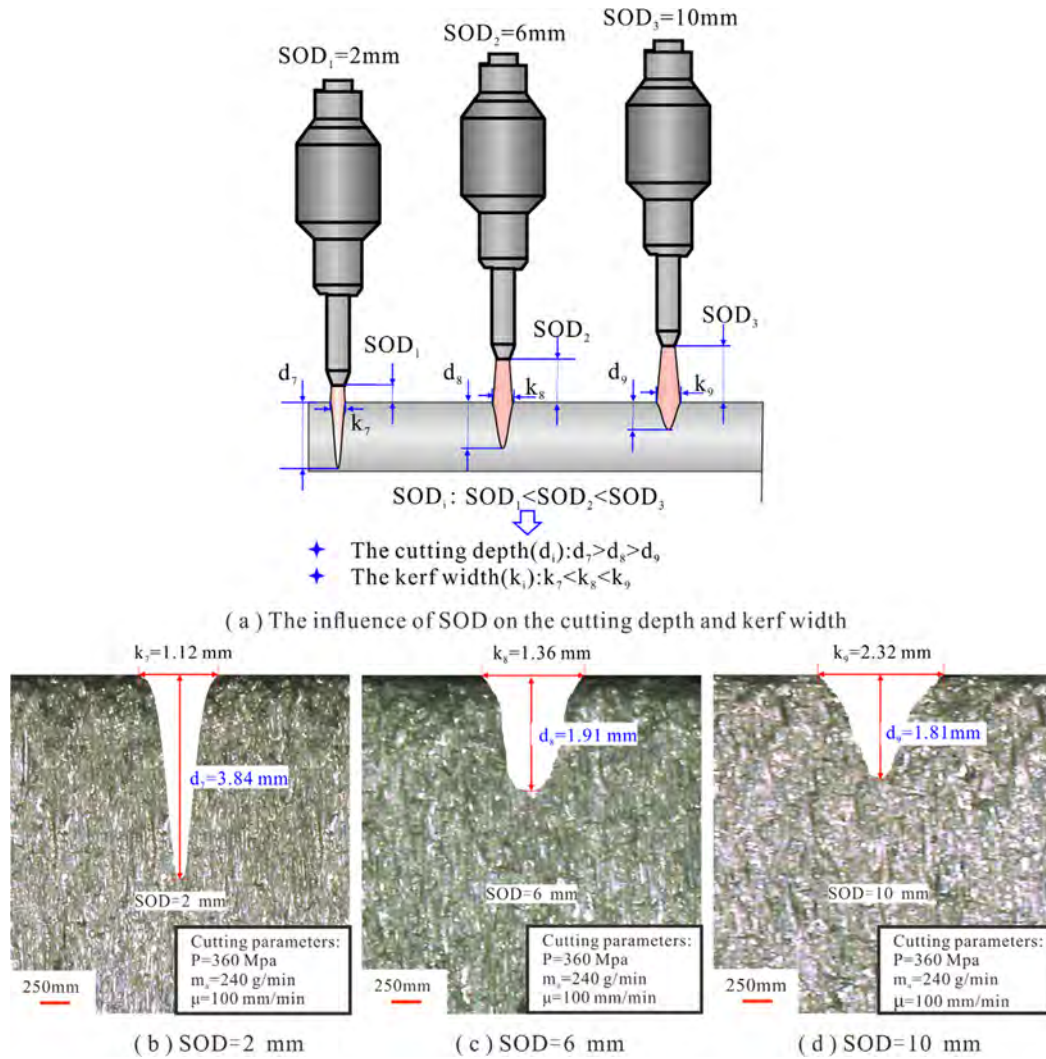 SOD₁=2mm
SOD₂=6mm
SOD₃=10mm
SOD₁
SOD₂
SOD₃
d₇
d₈
d₉
k₇
k₈
k₉
SODᵢ: SOD₁<SOD₂<SOD₃
The cutting depth(dᵢ):d₇>d₈>d₉
The kerf width(kᵢ):k₇<k₈<k₉
( a ) The influence of SOD on the cutting depth and kerf width
k₇=1.12 mm
d₇=3.84 mm
SOD=2 mm
Cutting parameters:
P=360 Mpa
mₐ=240 g/min
μ=100 mm/min
250mm
( b ) SOD=2 mm
k₈=1.36 mm
d₈=1.91 mm
SOD=6 mm
Cutting parameters:
P=360 Mpa
mₐ=240 g/min
μ=100 mm/min
250mm
( c ) SOD=6 mm
k₉=2.32 mm
d₉=1.81mm
SOD=10 mm
Cutting parameters:
P=360 Mpa
mₐ=240 g/min
μ=100 mm/min
250mm
( d ) SOD=10 mm